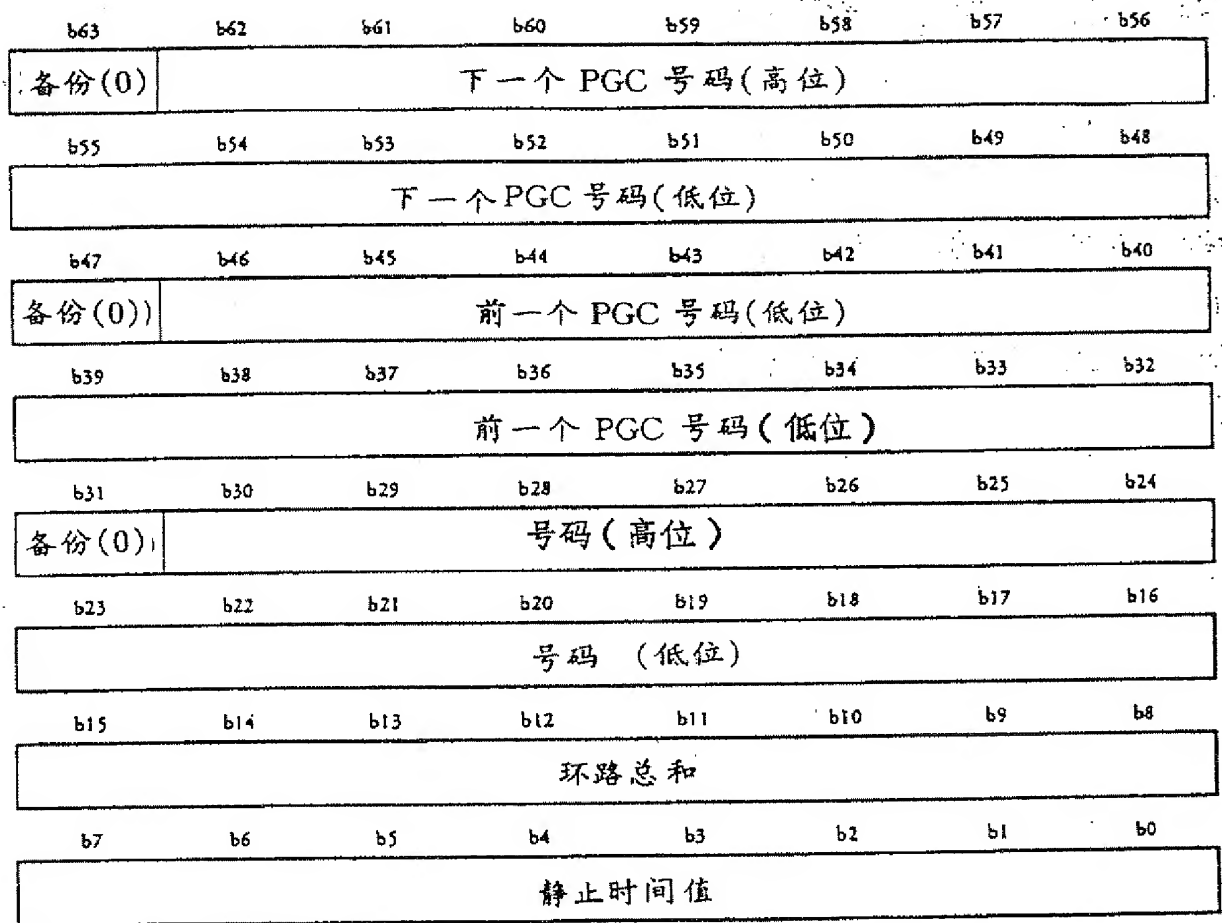 b63 b62 b61 b60 b59 b58 b57 b56
备份(0) 下一个 PGC 号码(高位)
b55 b54 b53 b52 b51 b50 b49 b48
下一个PGC 号码(低位)
b47 b46 b45 b44 b43 b42 b41 b40
备份(0)) 前一个 PGC 号码(低位)
b39 b38 b37 b36 b35 b34 b33 b32
前一个 PGC 号码(低位)
b31 b30 b29 b28 b27 b26 b25 b24
备份(0) 号码(高位)
b23 b22 b21 b20 b19 b18 b17 b16
号码 (低位)
b15 b14 b13 b12 b11 b10 b9 b8
环路总和
b7 b6 b5 b4 b3 b2 b1 b0
静止时间值